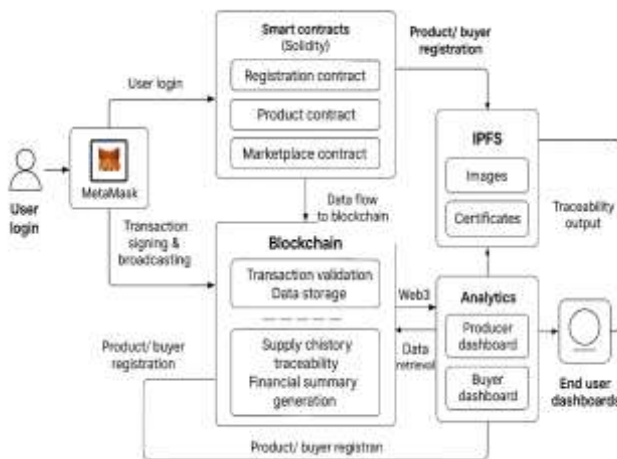 Smart contracts
(Solidity)
Registration contract
Product contract
Marketplace contract
Product/ buyer
registration
User login
MetaMask
User
login
Transaction
signing &
broadcasting
Data flow
to blockchain
IPFS
Images
Certificates
Traceability
output
Blockchain
Transaction validation
Data storage
Supply chistory
traceability
Financial summary
generation
Web3
Data
retrieval
Analytics
Producer
dashboard
Buyer
dashboard
End user
dashboards
Product/ buyer
registration
Product/ buyer registran